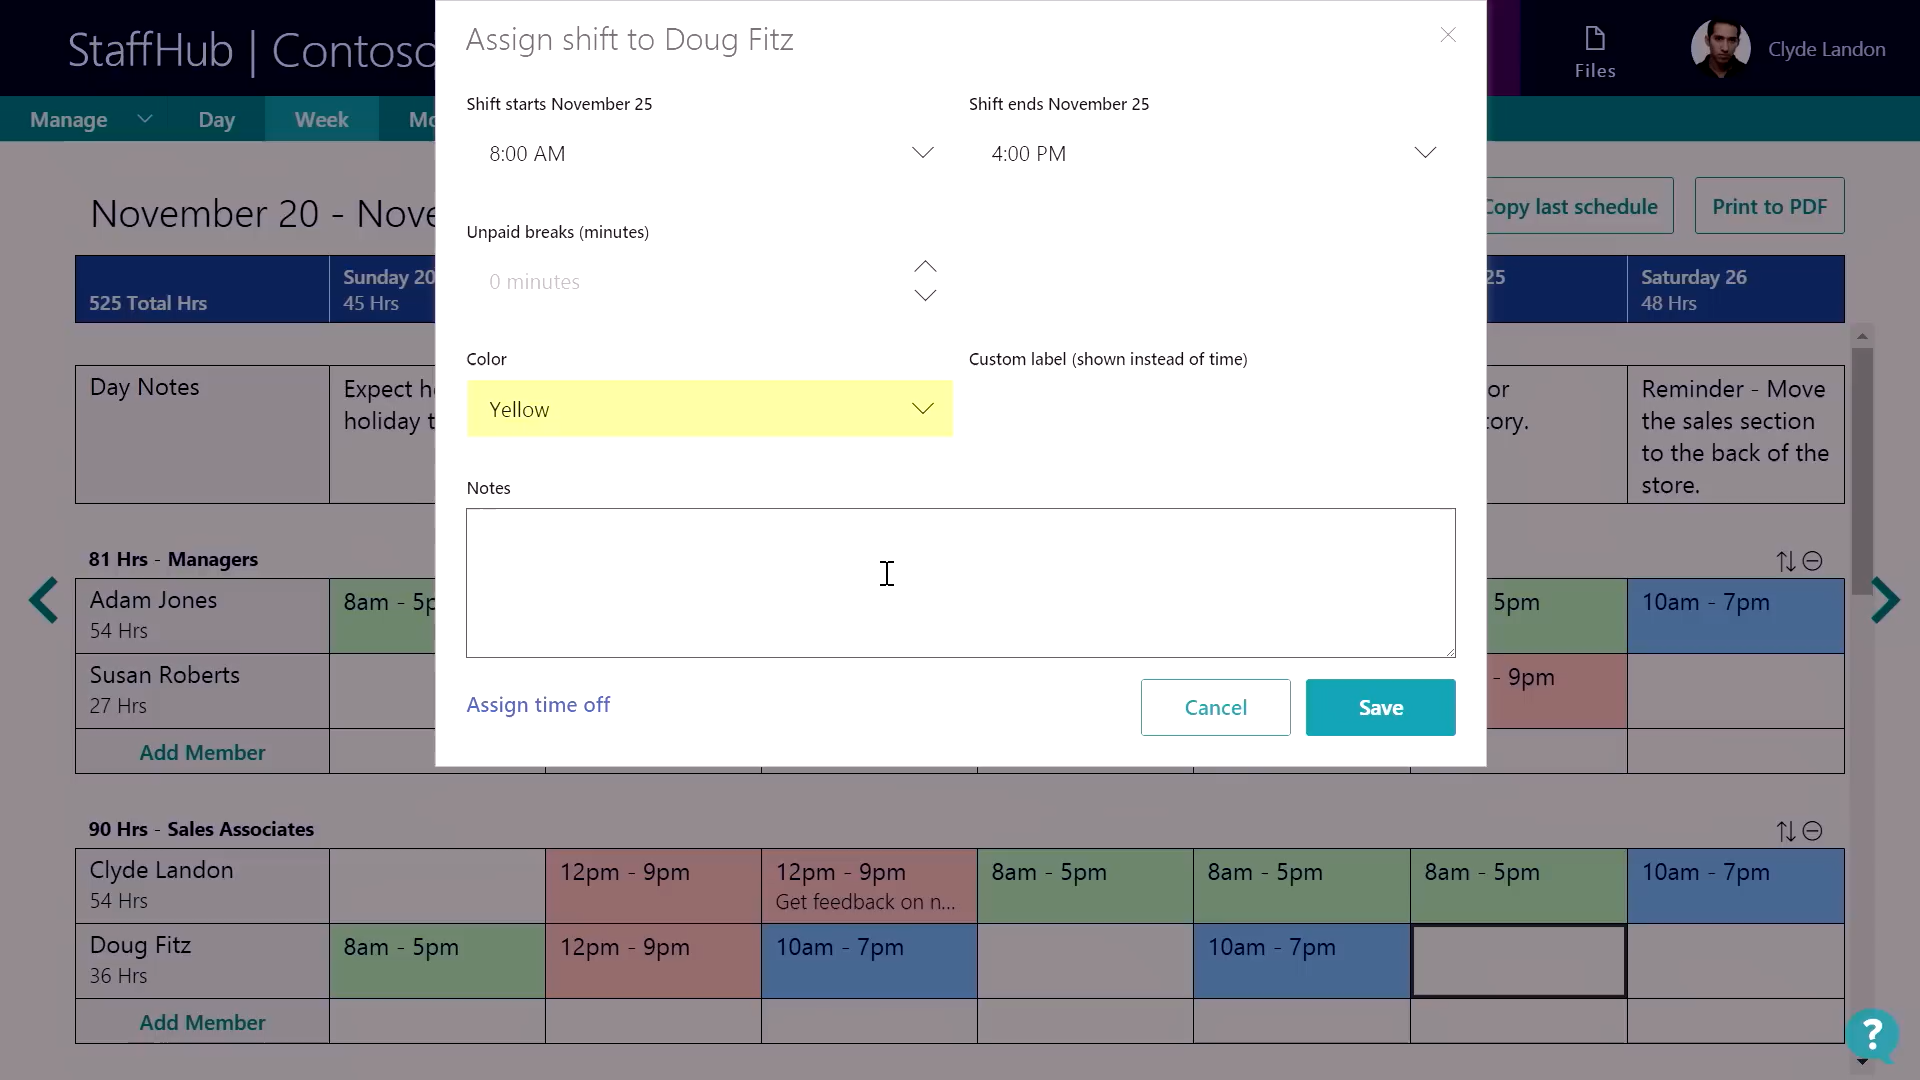 StaffHub | Contoso
Files
Clyde Landon
Manage
Day
Week
Mo
Assign shift to Doug Fitz
Shift starts November 25
Shift ends November 25
8:00 AM
4:00 PM
Unpaid breaks (minutes)
0 minutes
Color
Custom label (shown instead of time)
Yellow
Notes
Assign time off
Cancel
Save
November 20 - Nove
Copy last schedule
Print to PDF
525 Total Hrs
Sunday 20
45 Hrs
25
Saturday 26
48 Hrs
Day Notes
Expect h
holiday t
or
tory.
Reminder - Move
the sales section
to the back of the
store.
81 Hrs - Managers
Adam Jones
54 Hrs
8am - 5p
5pm
10am - 7pm
Susan Roberts
27 Hrs
- 9pm
Add Member
90 Hrs - Sales Associates
Clyde Landon
54 Hrs
12pm - 9pm
12pm - 9pm
Get feedback on n...
8am - 5pm
8am - 5pm
8am - 5pm
10am - 7pm
Doug Fitz
36 Hrs
8am - 5pm
12pm - 9pm
10am - 7pm
10am - 7pm
Add Member
?